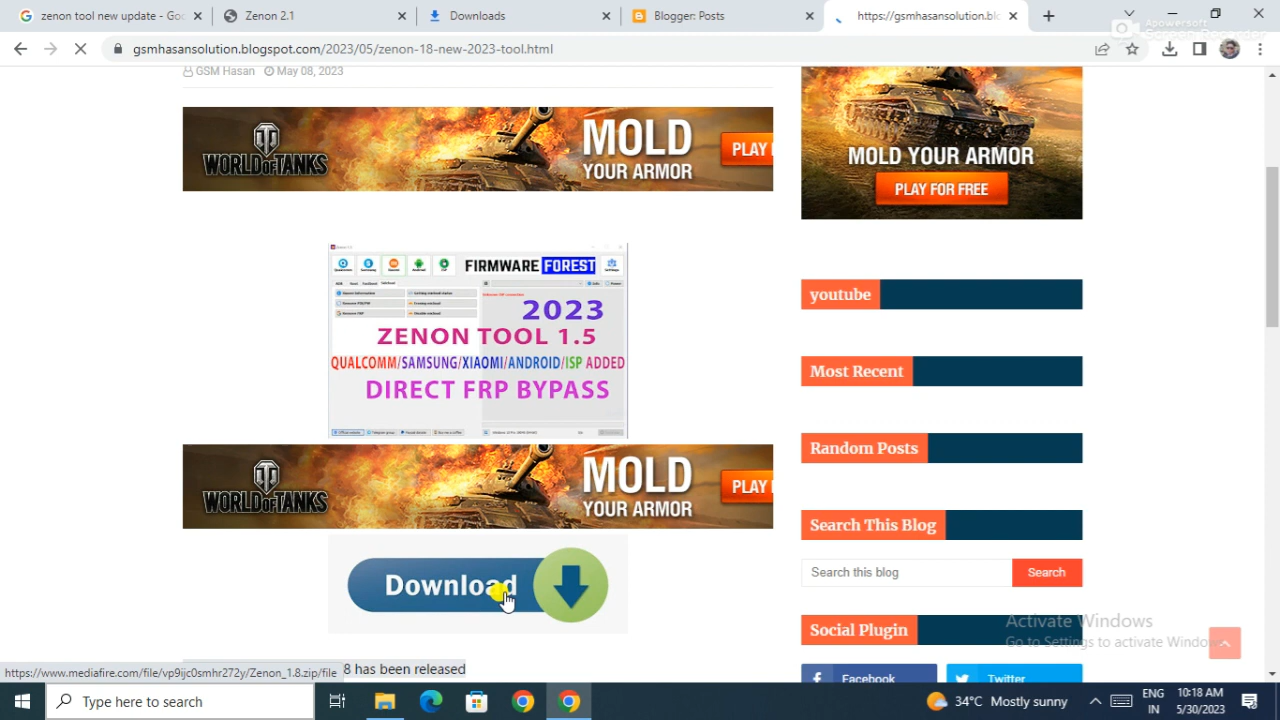 zenon tool new update - Goo
Zenon 2.1
Downloads
Blogger: Posts
https://gsmhasansolution.blo
Apowersoft
Screen Recorder
gsmhasansolution.blogspot.com/2023/05/zenon-18-new-2023-tool.html
GSM Hasan May 08, 2023
WORLD OF TANKS
MOLD
YOUR ARMOR
PLAY
MOLD YOUR ARMOR
PLAY FOR FREE
FIRMWARE FOREST
2023
ZENON TOOL 1.5
QUALCOMM/SAMSUNG/XIAOMI/ANDROID/ISP ADDED
DIRECT FRP BYPASS
WORLD OF TANKS
MOLD
YOUR ARMOR
PLAY
Download
8 has been released
youtube
Most Recent
Random Posts
Search This Blog
Search this blog
Search
Social Plugin
Facebook
Twitter
Activate Windows
Go to Settings to activate Windows
https://www.mediafire.com/file/vp9ijc0smhr272y/Zenon_1.8.zip/file
Type here to search
34°C Mostly sunny
ENG
IN
10:18 AM
5/30/2023